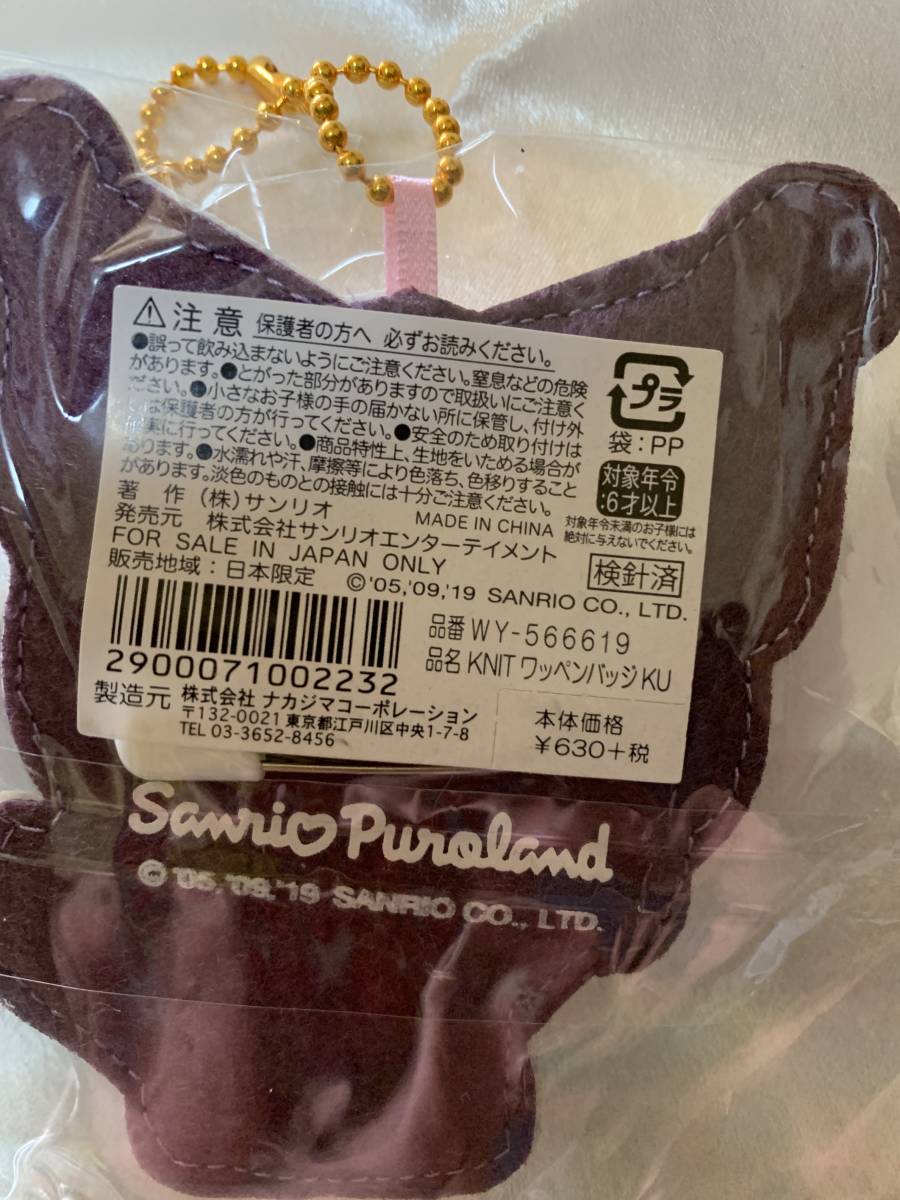 ⚠注意 保護者の方へ 必ずお読みください。
●誤って飲み込まないようにご注意ください。窒息などの危険
があります。●とがった部分がありますので取扱いにご注意く
ださい。●小さなお子様の手の届かない所に保管し、付け外
しは保護者の方が行ってください。●安全のため取り付けは
確実に行ってください。●商品特性上、生地をいためる場合が
あります。●水濡れや汗、摩擦等により色落ち、色移りすること
があります。淡色のものとの接触には十分ご注意ください。
プラ
袋:PP
対象年令
:6才以上
対象年令未満のお子様には
絶対に与えないでください。
著 作 (株)サンリオ
MADE IN CHINA
発売元 株式会社サンリオエンターテイメント
FOR SALE IN JAPAN ONLY
検針済
販売地域:日本限定
©'05,'09,'19 SANRIO CO., LTD.
2900071002232
品番 WY-566619
品名 KNIT ワッペンバッジ KU
製造元 株式会社 ナカジマコーポレーション
〒132-0021 東京都江戸川区中央1-7-8
TEL 03-3652-8456
本体価格
¥630+税
Sanrio Puroland
©'05,'09,'19 SANRIO CO., LTD.